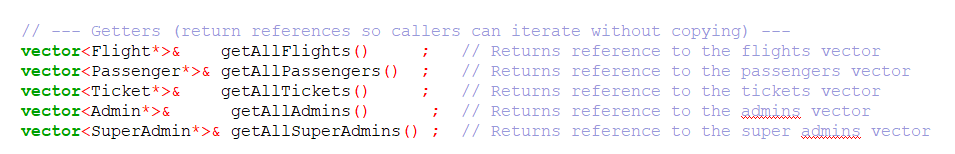 // --- Getters (return references so callers can iterate without copying) ---
vector<Flight*>&    getAllFlights()      ;   // Returns reference to the flights vector
vector<Passenger*>& getAllPassengers()  ;   // Returns reference to the passengers vector
vector<Ticket*>&    getAllTickets()      ;   // Returns reference to the tickets vector
vector<Admin*>&      getAllAdmins()       ;  // Returns reference to the admins vector
vector<SuperAdmin*>& getAllSuperAdmins() ;  // Returns reference to the super admins vector